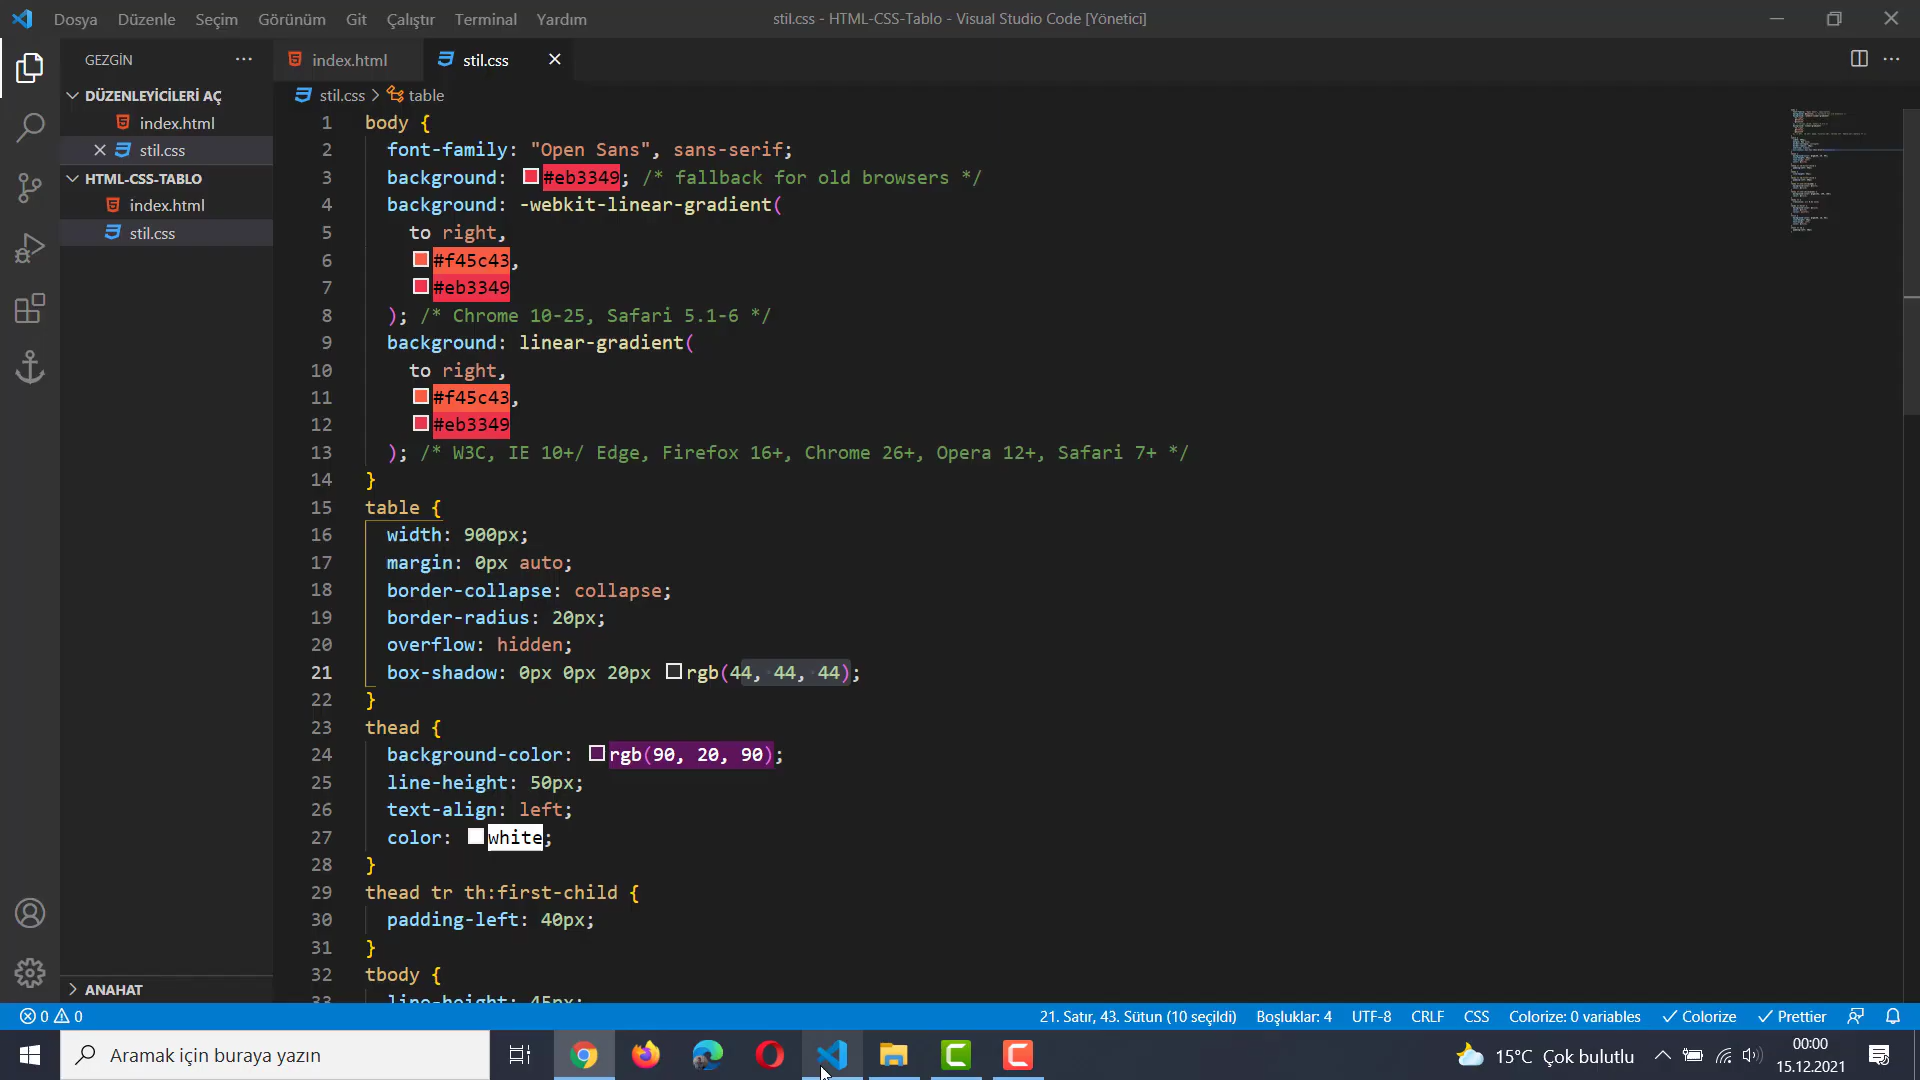 Dosya Düzenle Seçim Görünüm Git Çalıştır Terminal Yardım
stil.css - HTML-CSS-Tablo - Visual Studio Code [Yönetici]
GEZGİN
index.html
stil.css
DÜZENLEYİCİLERİ AÇ
index.html
stil.css
HTML-CSS-TABLO
index.html
stil.css
ANAHAT
stil.css > table
1 body {
2 font-family: "Open Sans", sans-serif;
3 background: #eb3349; /* fallback for old browsers */
4 background: -webkit-linear-gradient(
5 to right,
6 #f45c43,
7 #eb3349
8 ); /* Chrome 10-25, Safari 5.1-6 */
9 background: linear-gradient(
10 to right,
11 #f45c43,
12 #eb3349
13 ); /* W3C, IE 10+/ Edge, Firefox 16+, Chrome 26+, Opera 12+, Safari 7+ */
14 }
15 table {
16 width: 900px;
17 margin: 0px auto;
18 border-collapse: collapse;
19 border-radius: 20px;
20 overflow: hidden;
21 box-shadow: 0px 0px 20px rgb(44, 44, 44);
22 }
23 thead {
24 background-color: rgb(90, 20, 90);
25 line-height: 50px;
26 text-align: left;
27 color: white;
28 }
29 thead tr th:first-child {
30 padding-left: 40px;
31 }
32 tbody {
33 line-height: 45px;
0 0
21. Satır, 43. Sütun (10 seçildi) Boşluklar: 4 UTF-8 CRLF CSS Colorize: 0 variables Colorize Prettier
Aramak için buraya yazın
15°C Çok bulutlu
00:00
15.12.2021